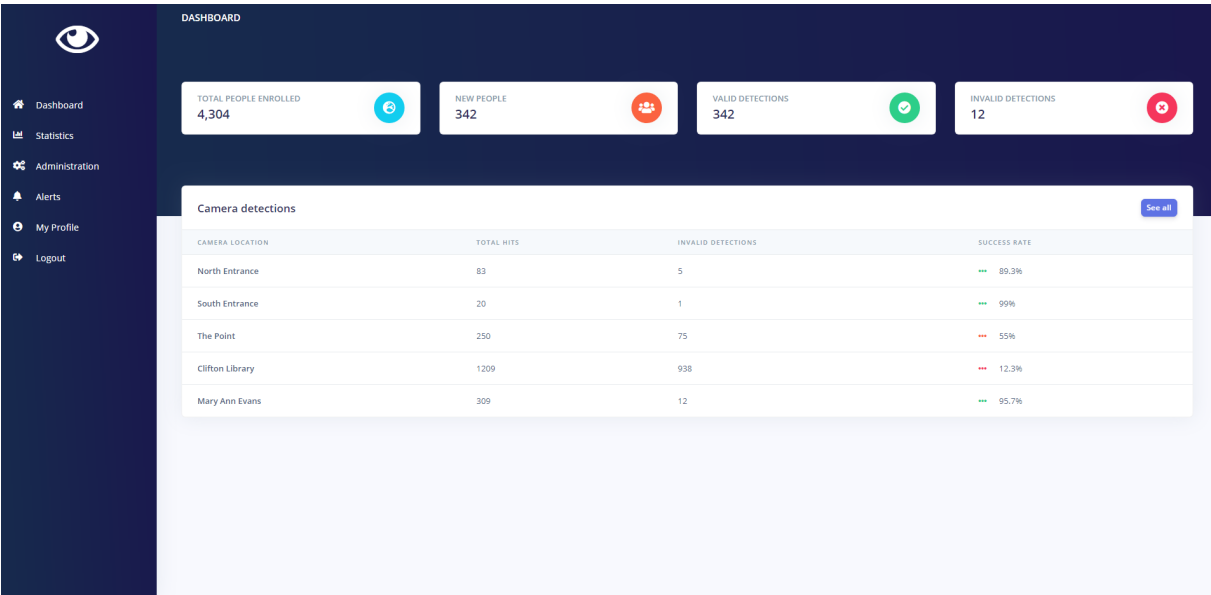 DASHBOARD
Dashboard
Statistics
Administration
Alerts
My Profile
Logout
TOTAL PEOPLE ENROLLED
4,304
NEW PEOPLE
342
VALID DETECTIONS
342
INVALID DETECTIONS
12
Camera detections
See all
CAMERA LOCATION TOTAL HITS INVALID DETECTIONS SUCCESS RATE
North Entrance 83 5 89.3%
South Entrance 20 1 99%
The Point 250 75 55%
Clifton Library 1209 938 12.3%
Mary Ann Evans 309 12 95.7%